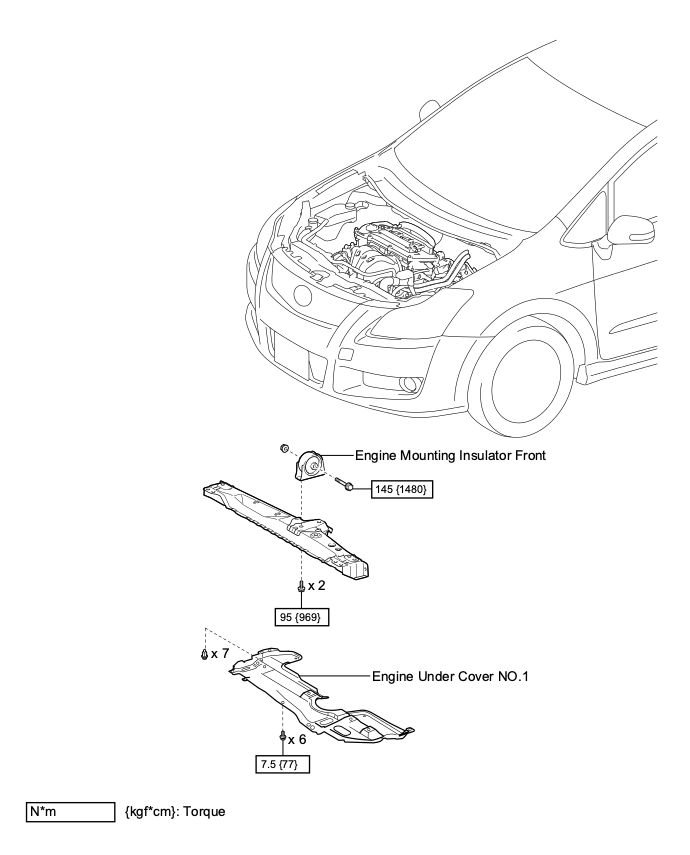 Engine Mounting Insulator Front
145 {1480}
x 2
95 {969}
x 7
Engine Under Cover NO.1
x 6
7.5 {77}
N*m {kgf*cm}: Torque